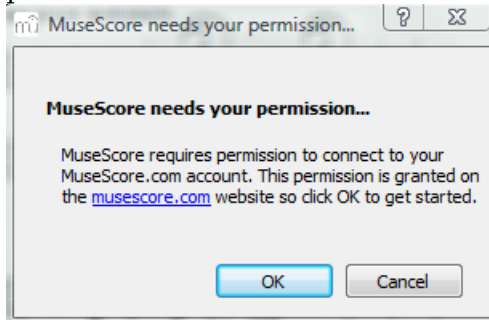 MuseScore needs your permission...
MuseScore needs your permission...
MuseScore requires permission to connect to your
MuseScore.com account. This permission is granted on
the musescore.com website so click OK to get started.
OK
Cancel